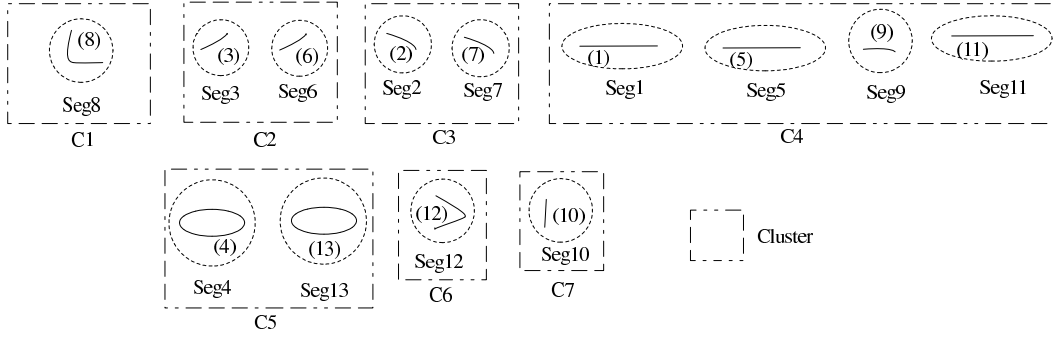 (8) (3) (6) (2) (7) (1) (5) (9) (11)
Seg8 Seg3 Seg6 Seg2 Seg7 Seg1 Seg5 Seg9 Seg11
C1 C2 C3 C4
(4) (13) (12) (10) Cluster
Seg4 Seg13 Seg12 Seg10
C5 C6 C7